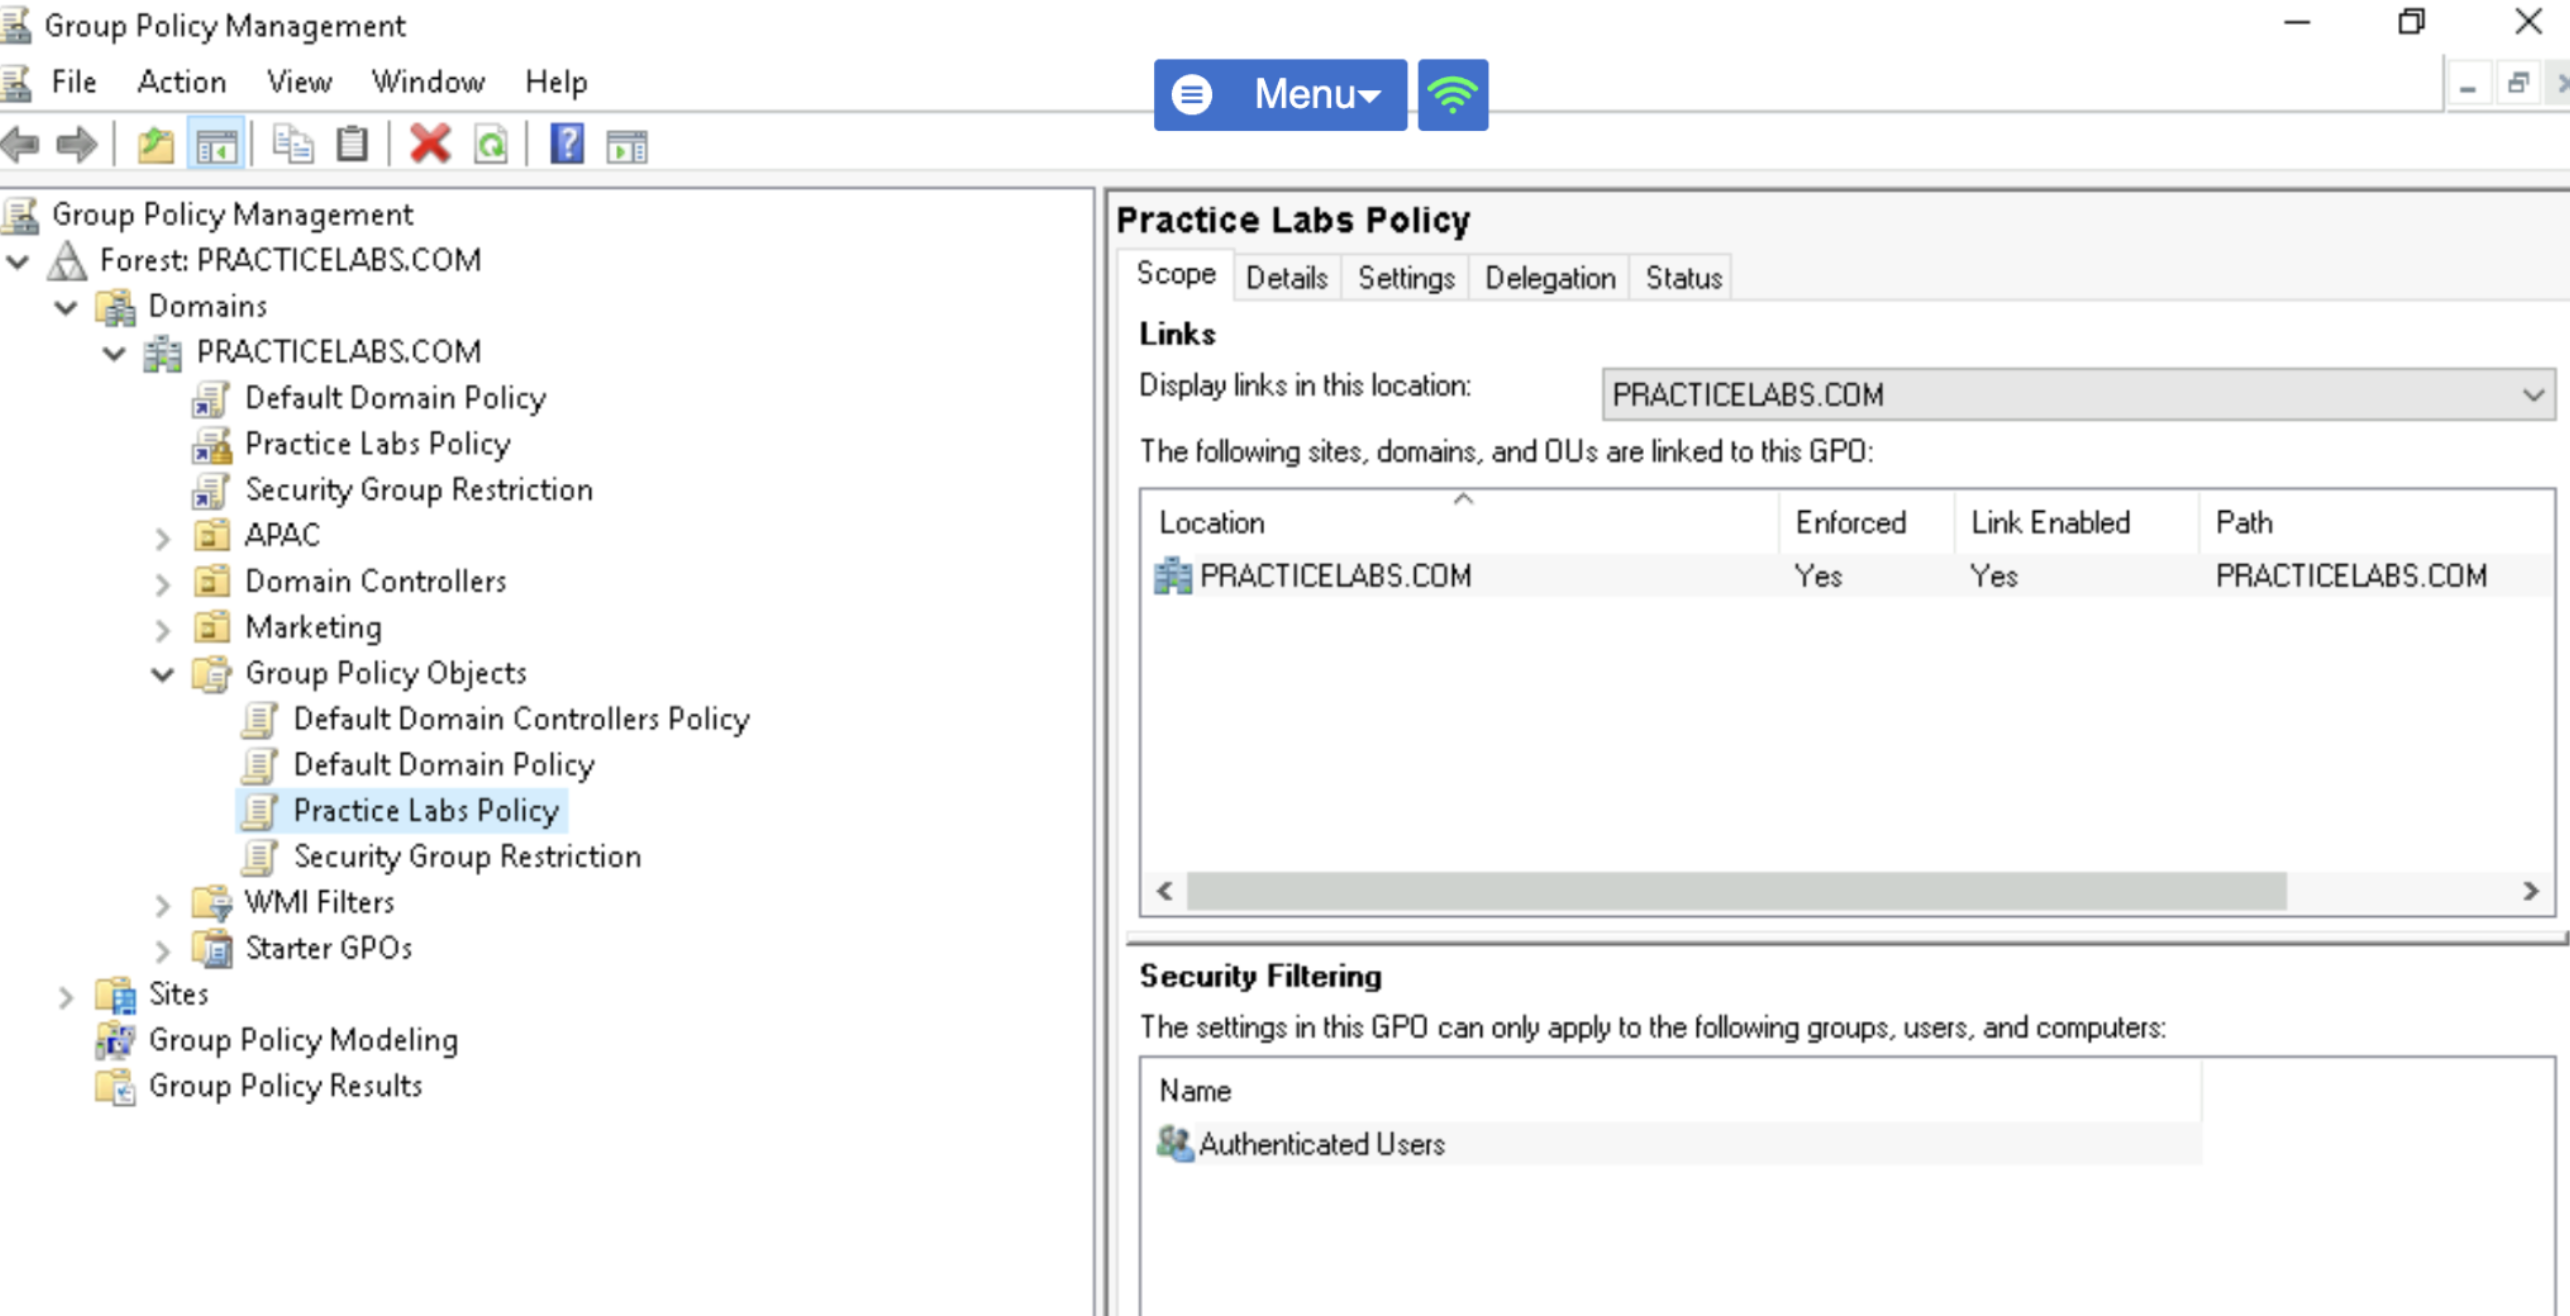 Group Policy Management
File Action View Window Help
Menu
Group Policy Management
Forest: PRACTICELABS.COM
Domains
PRACTICELABS.COM
Default Domain Policy
Practice Labs Policy
Security Group Restriction
APAC
Domain Controllers
Marketing
Group Policy Objects
Default Domain Controllers Policy
Default Domain Policy
Practice Labs Policy
Security Group Restriction
WMI Filters
Starter GPOs
Sites
Group Policy Modeling
Group Policy Results
Practice Labs Policy
Scope Details Settings Delegation Status
Links
Display links in this location: PRACTICELABS.COM
The following sites, domains, and OUs are linked to this GPO:
Location Enforced Link Enabled Path
PRACTICELABS.COM Yes Yes PRACTICELABS.COM
Security Filtering
The settings in this GPO can only apply to the following groups, users, and computers:
Name
Authenticated Users